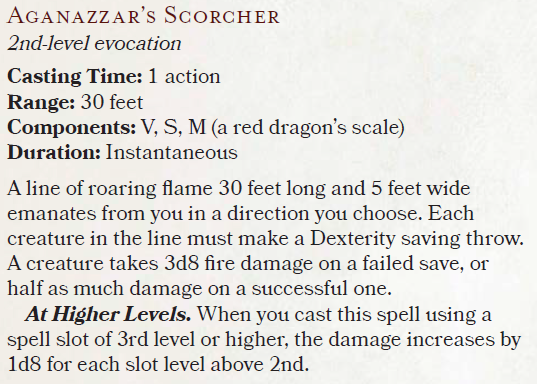 AGANAZZAR'S SCORCHER
2nd-level evocation
Casting Time: 1 action
Range: 30 feet
Components: V, S, M (a red dragon's scale)
Duration: Instantaneous
A line of roaring flame 30 feet long and 5 feet wide
emanates from you in a direction you choose. Each
creature in the line must make a Dexterity saving throw.
A creature takes 3d8 fire damage on a failed save, or
half as much damage on a successful one.
At Higher Levels. When you cast this spell using a
spell slot of 3rd level or higher, the damage increases by
1d8 for each slot level above 2nd.